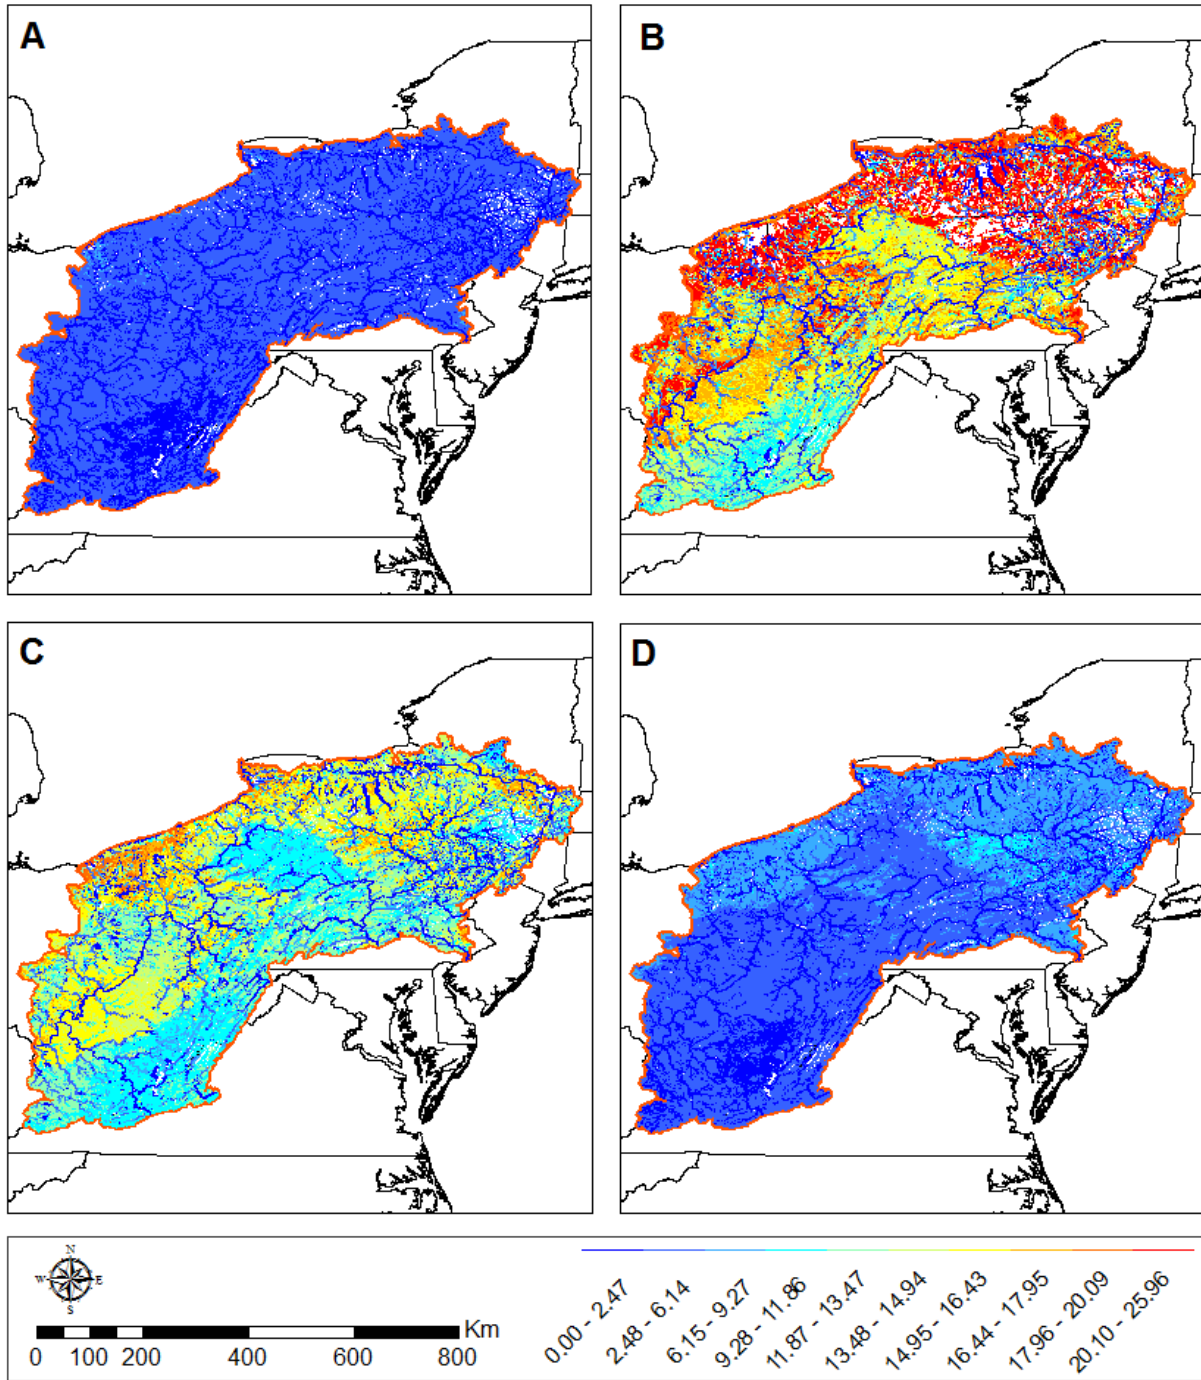 A
B
C
D
N
W E
S
Km
0 100 200 400 600 800
0.00 - 2.47
2.48 - 6.14
6.15 - 9.27
9.28 - 11.86
11.87 - 13.47
13.48 - 14.94
14.95 - 16.43
16.44 - 17.95
17.96 - 20.09
20.10 - 25.96